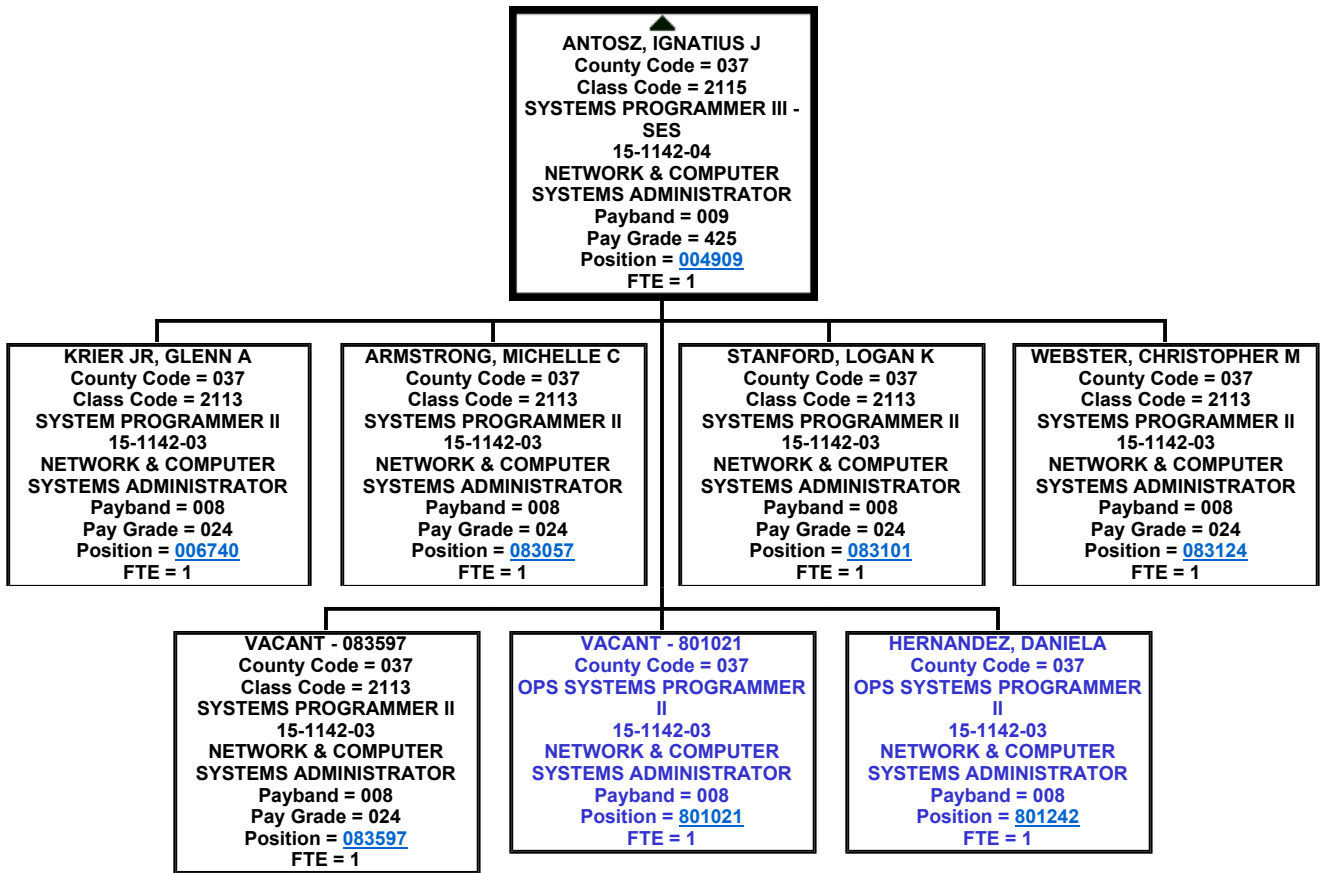 ANTOSZ, IGNATIUS J
County Code = 037
Class Code = 2115
SYSTEMS PROGRAMMER III -
SES
15-1142-04
NETWORK & COMPUTER
SYSTEMS ADMINISTRATOR
Payband = 009
Pay Grade = 425
Position = 004909
FTE = 1
KRIER JR, GLENN A
County Code = 037
Class Code = 2113
SYSTEM PROGRAMMER II
15-1142-03
NETWORK & COMPUTER
SYSTEMS ADMINISTRATOR
Payband = 008
Pay Grade = 024
Position = 006740
FTE = 1
ARMSTRONG, MICHELLE C
County Code = 037
Class Code = 2113
SYSTEMS PROGRAMMER II
15-1142-03
NETWORK & COMPUTER
SYSTEMS ADMINISTRATOR
Payband = 008
Pay Grade = 024
Position = 083057
FTE = 1
STANFORD, LOGAN K
County Code = 037
Class Code = 2113
SYSTEMS PROGRAMMER II
15-1142-03
NETWORK & COMPUTER
SYSTEMS ADMINISTRATOR
Payband = 008
Pay Grade = 024
Position = 083101
FTE = 1
WEBSTER, CHRISTOPHER M
County Code = 037
Class Code = 2113
SYSTEMS PROGRAMMER II
15-1142-03
NETWORK & COMPUTER
SYSTEMS ADMINISTRATOR
Payband = 008
Pay Grade = 024
Position = 083124
FTE = 1
VACANT - 083597
County Code = 037
Class Code = 2113
SYSTEMS PROGRAMMER II
15-1142-03
NETWORK & COMPUTER
SYSTEMS ADMINISTRATOR
Payband = 008
Pay Grade = 024
Position = 083597
FTE = 1
VACANT - 801021
County Code = 037
OPS SYSTEMS PROGRAMMER
II
15-1142-03
NETWORK & COMPUTER
SYSTEMS ADMINISTRATOR
Payband = 008
Position = 801021
FTE = 1
HERNANDEZ, DANIELA
County Code = 037
OPS SYSTEMS PROGRAMMER
II
15-1142-03
NETWORK & COMPUTER
SYSTEMS ADMINISTRATOR
Payband = 008
Position = 801242
FTE = 1